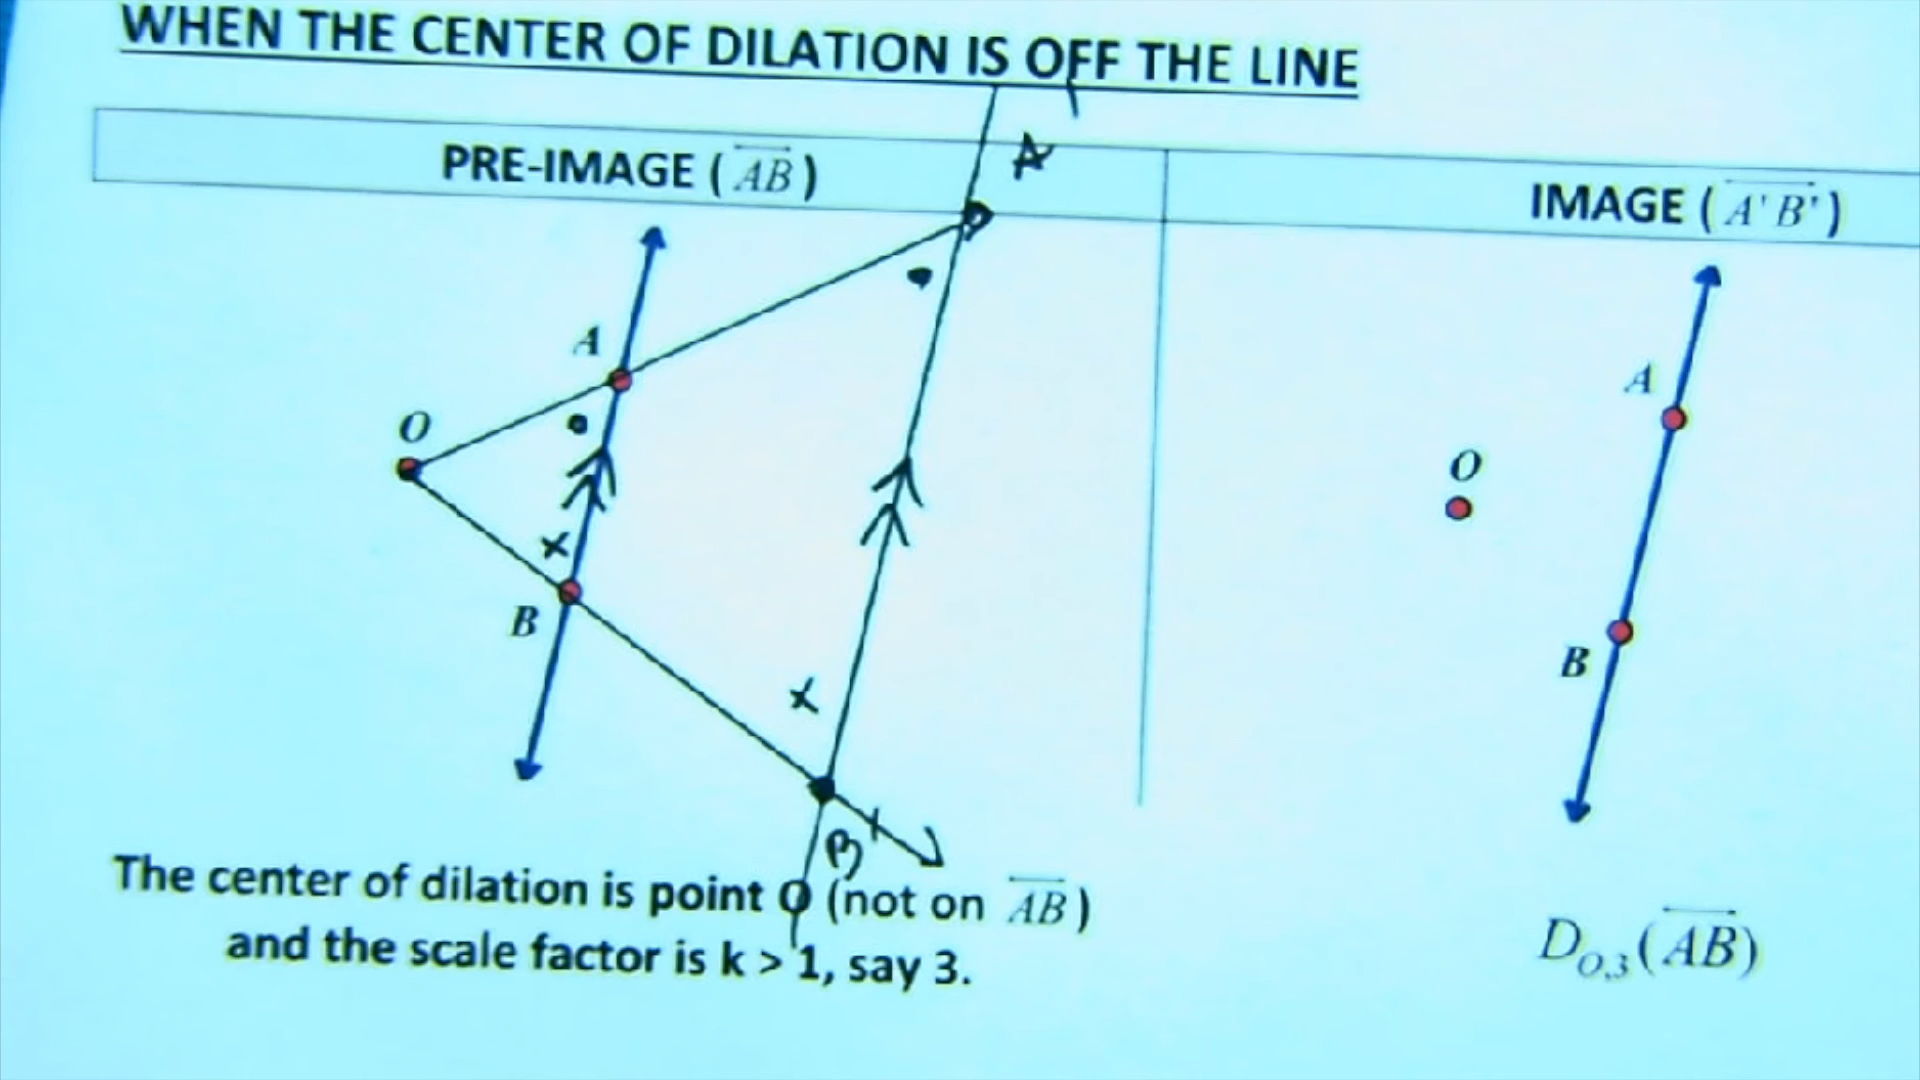 WHEN THE CENTER OF DILATION IS OFF THE LINE
PRE-IMAGE (AB)
IMAGE (A'B')
A'
A
O
B
x
x
B'
A
O
B
The center of dilation is point O (not on AB)
and the scale factor is k > 1, say 3.
D O,3 (AB)